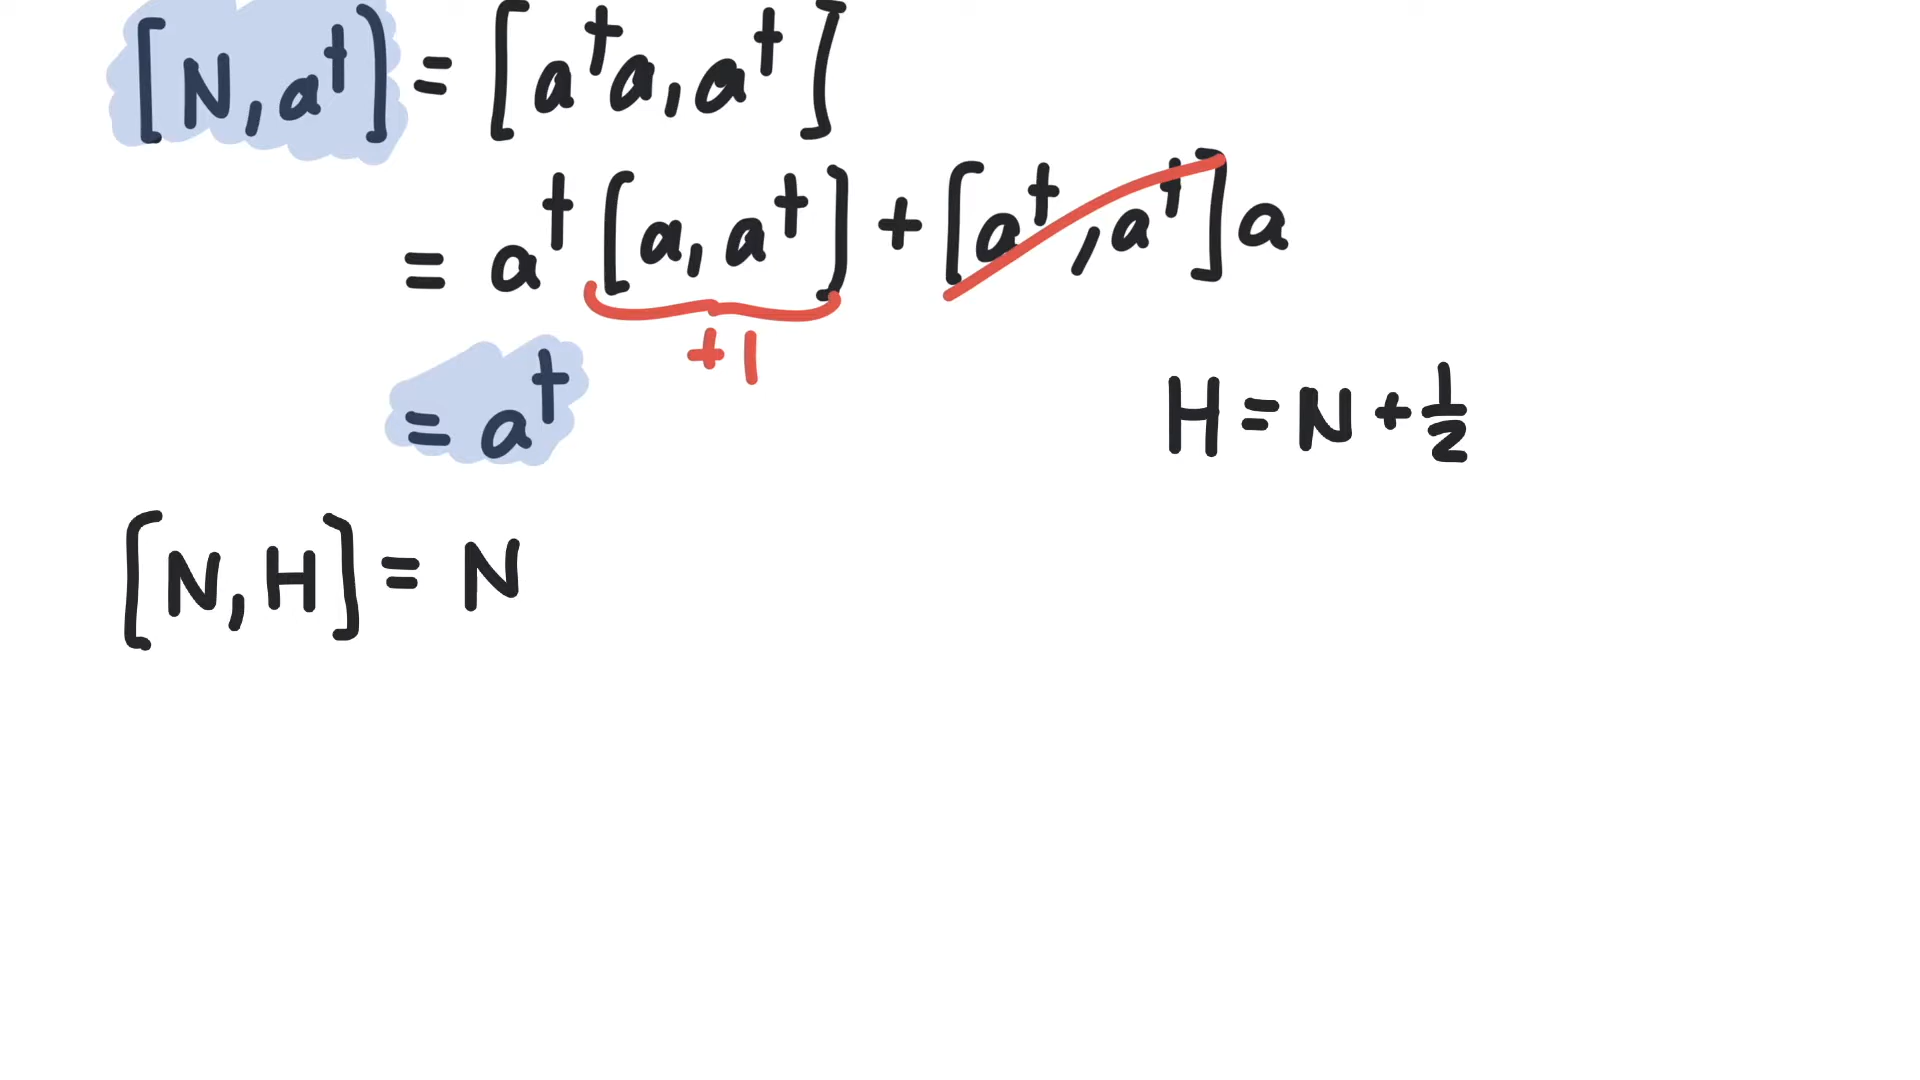 [N, a†] = [a†a, a†]
= a†[a, a†] + [a†, a†]a
+1
= a†
H = N + 1/2
[N, H] = N